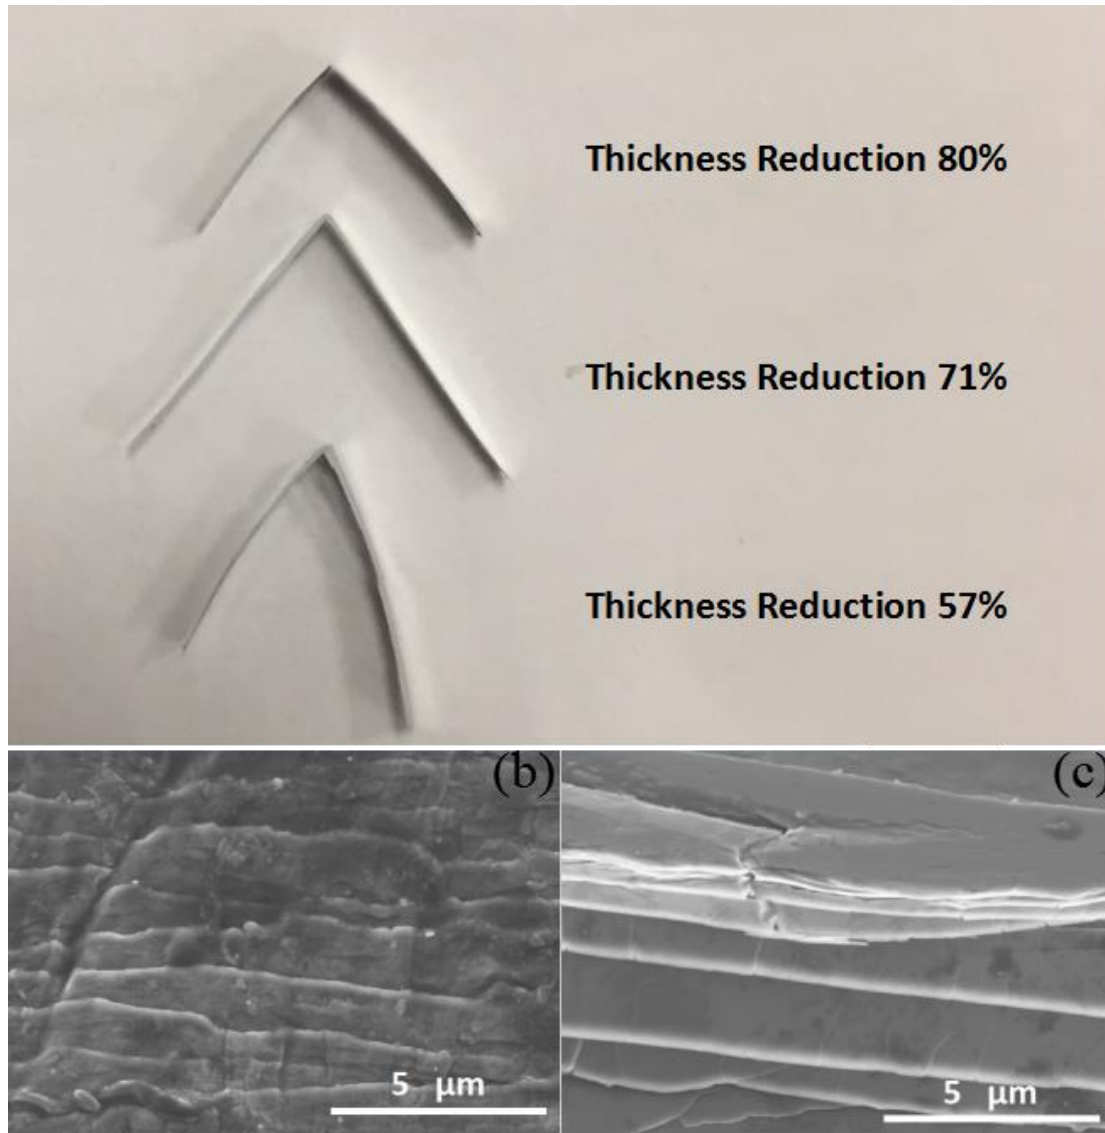 Thickness Reduction 80%
Thickness Reduction 71%
Thickness Reduction 57%
(b)
(c)
5 μm
5 μm